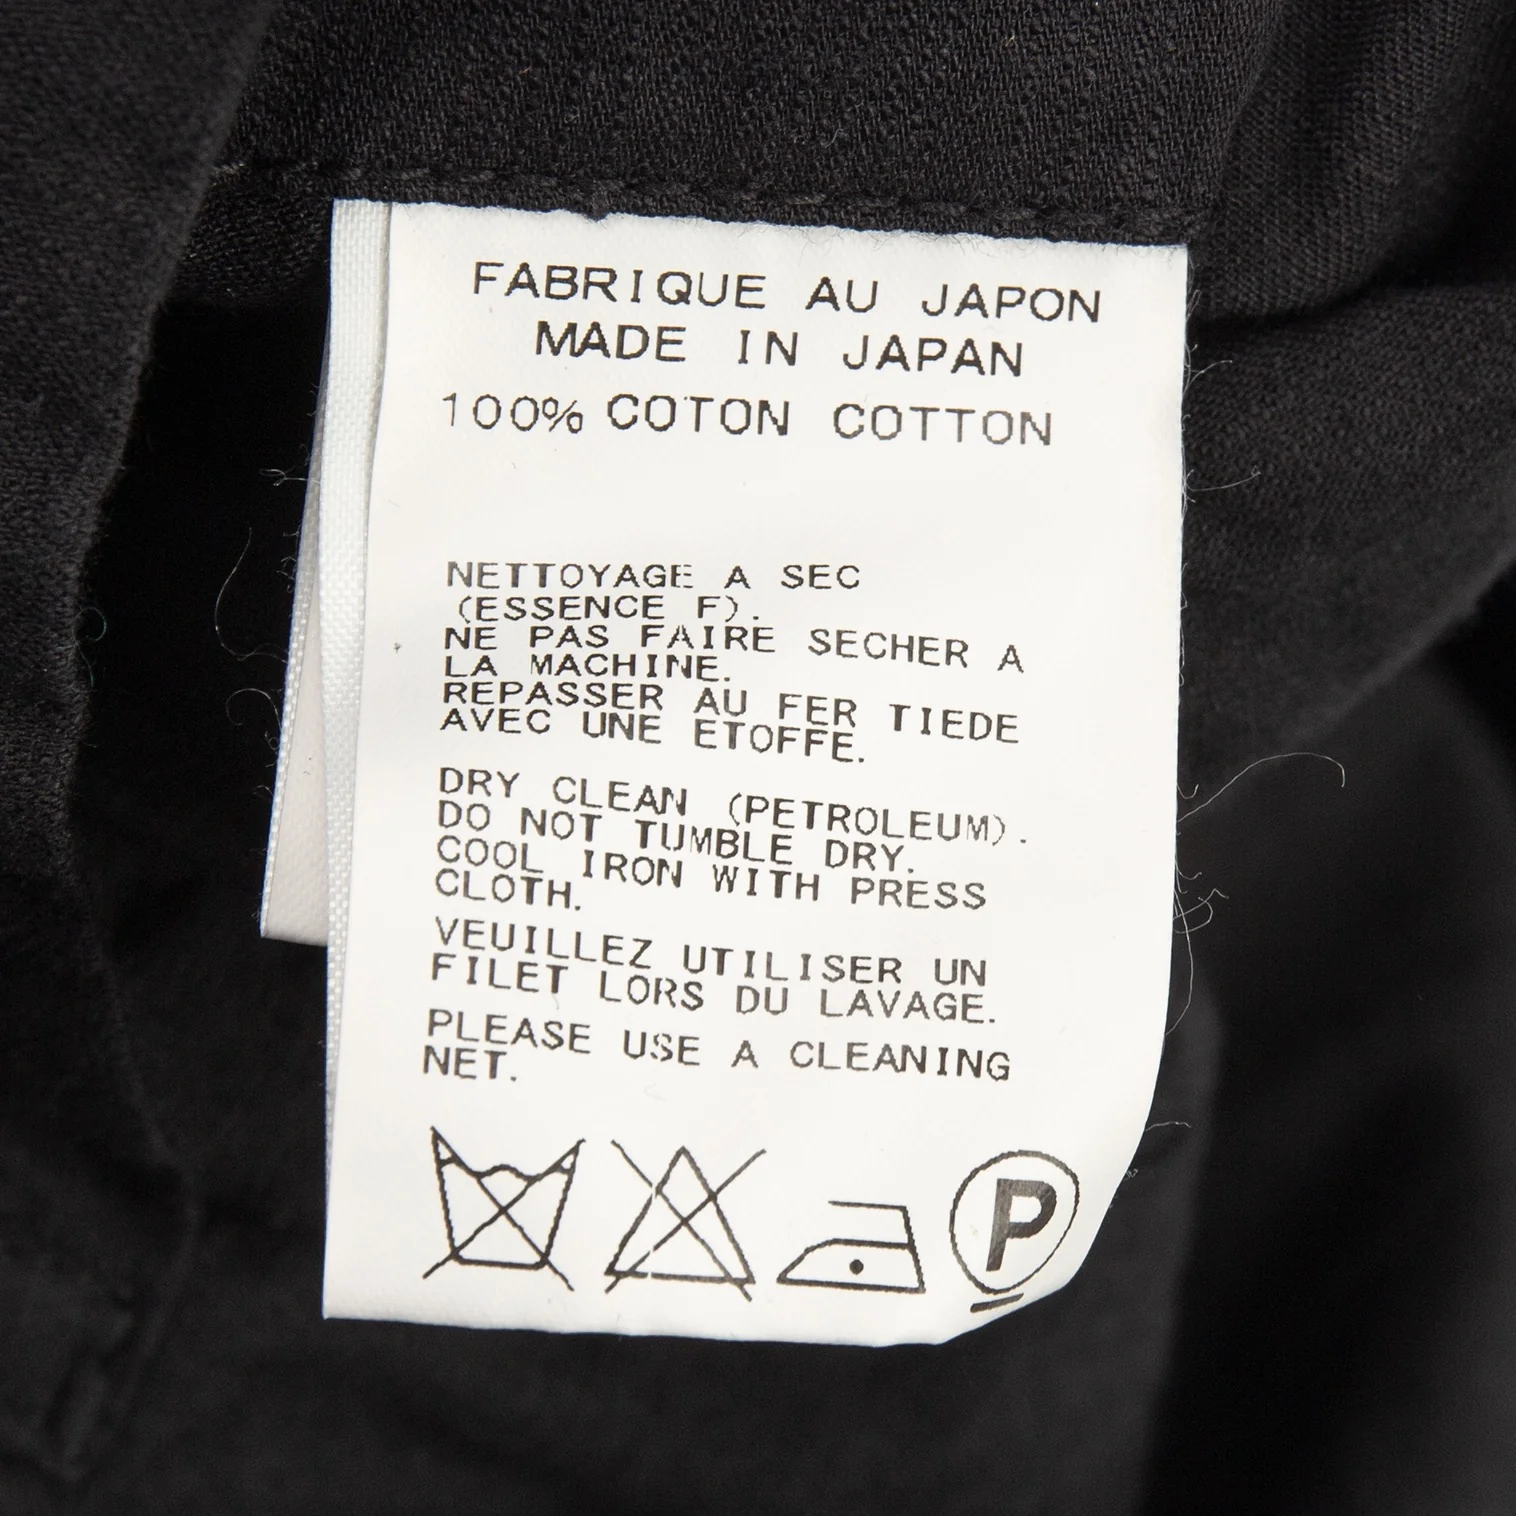 FABRIQUE AU JAPON
MADE IN JAPAN
100% COTON COTTON
NETTOYAGE A SEC
(ESSENCE F).
NE PAS FAIRE SECHER A
LA MACHINE.
REPASSER AU FER TIEDE
AVEC UNE ETOFFE.
DRY CLEAN (PETROLEUM).
DO NOT TUMBLE DRY.
COOL IRON WITH PRESS
CLOTH.
VEUILLEZ UTILISER UN
FILET LORS DU LAVAGE.
PLEASE USE A CLEANING
NET.
P